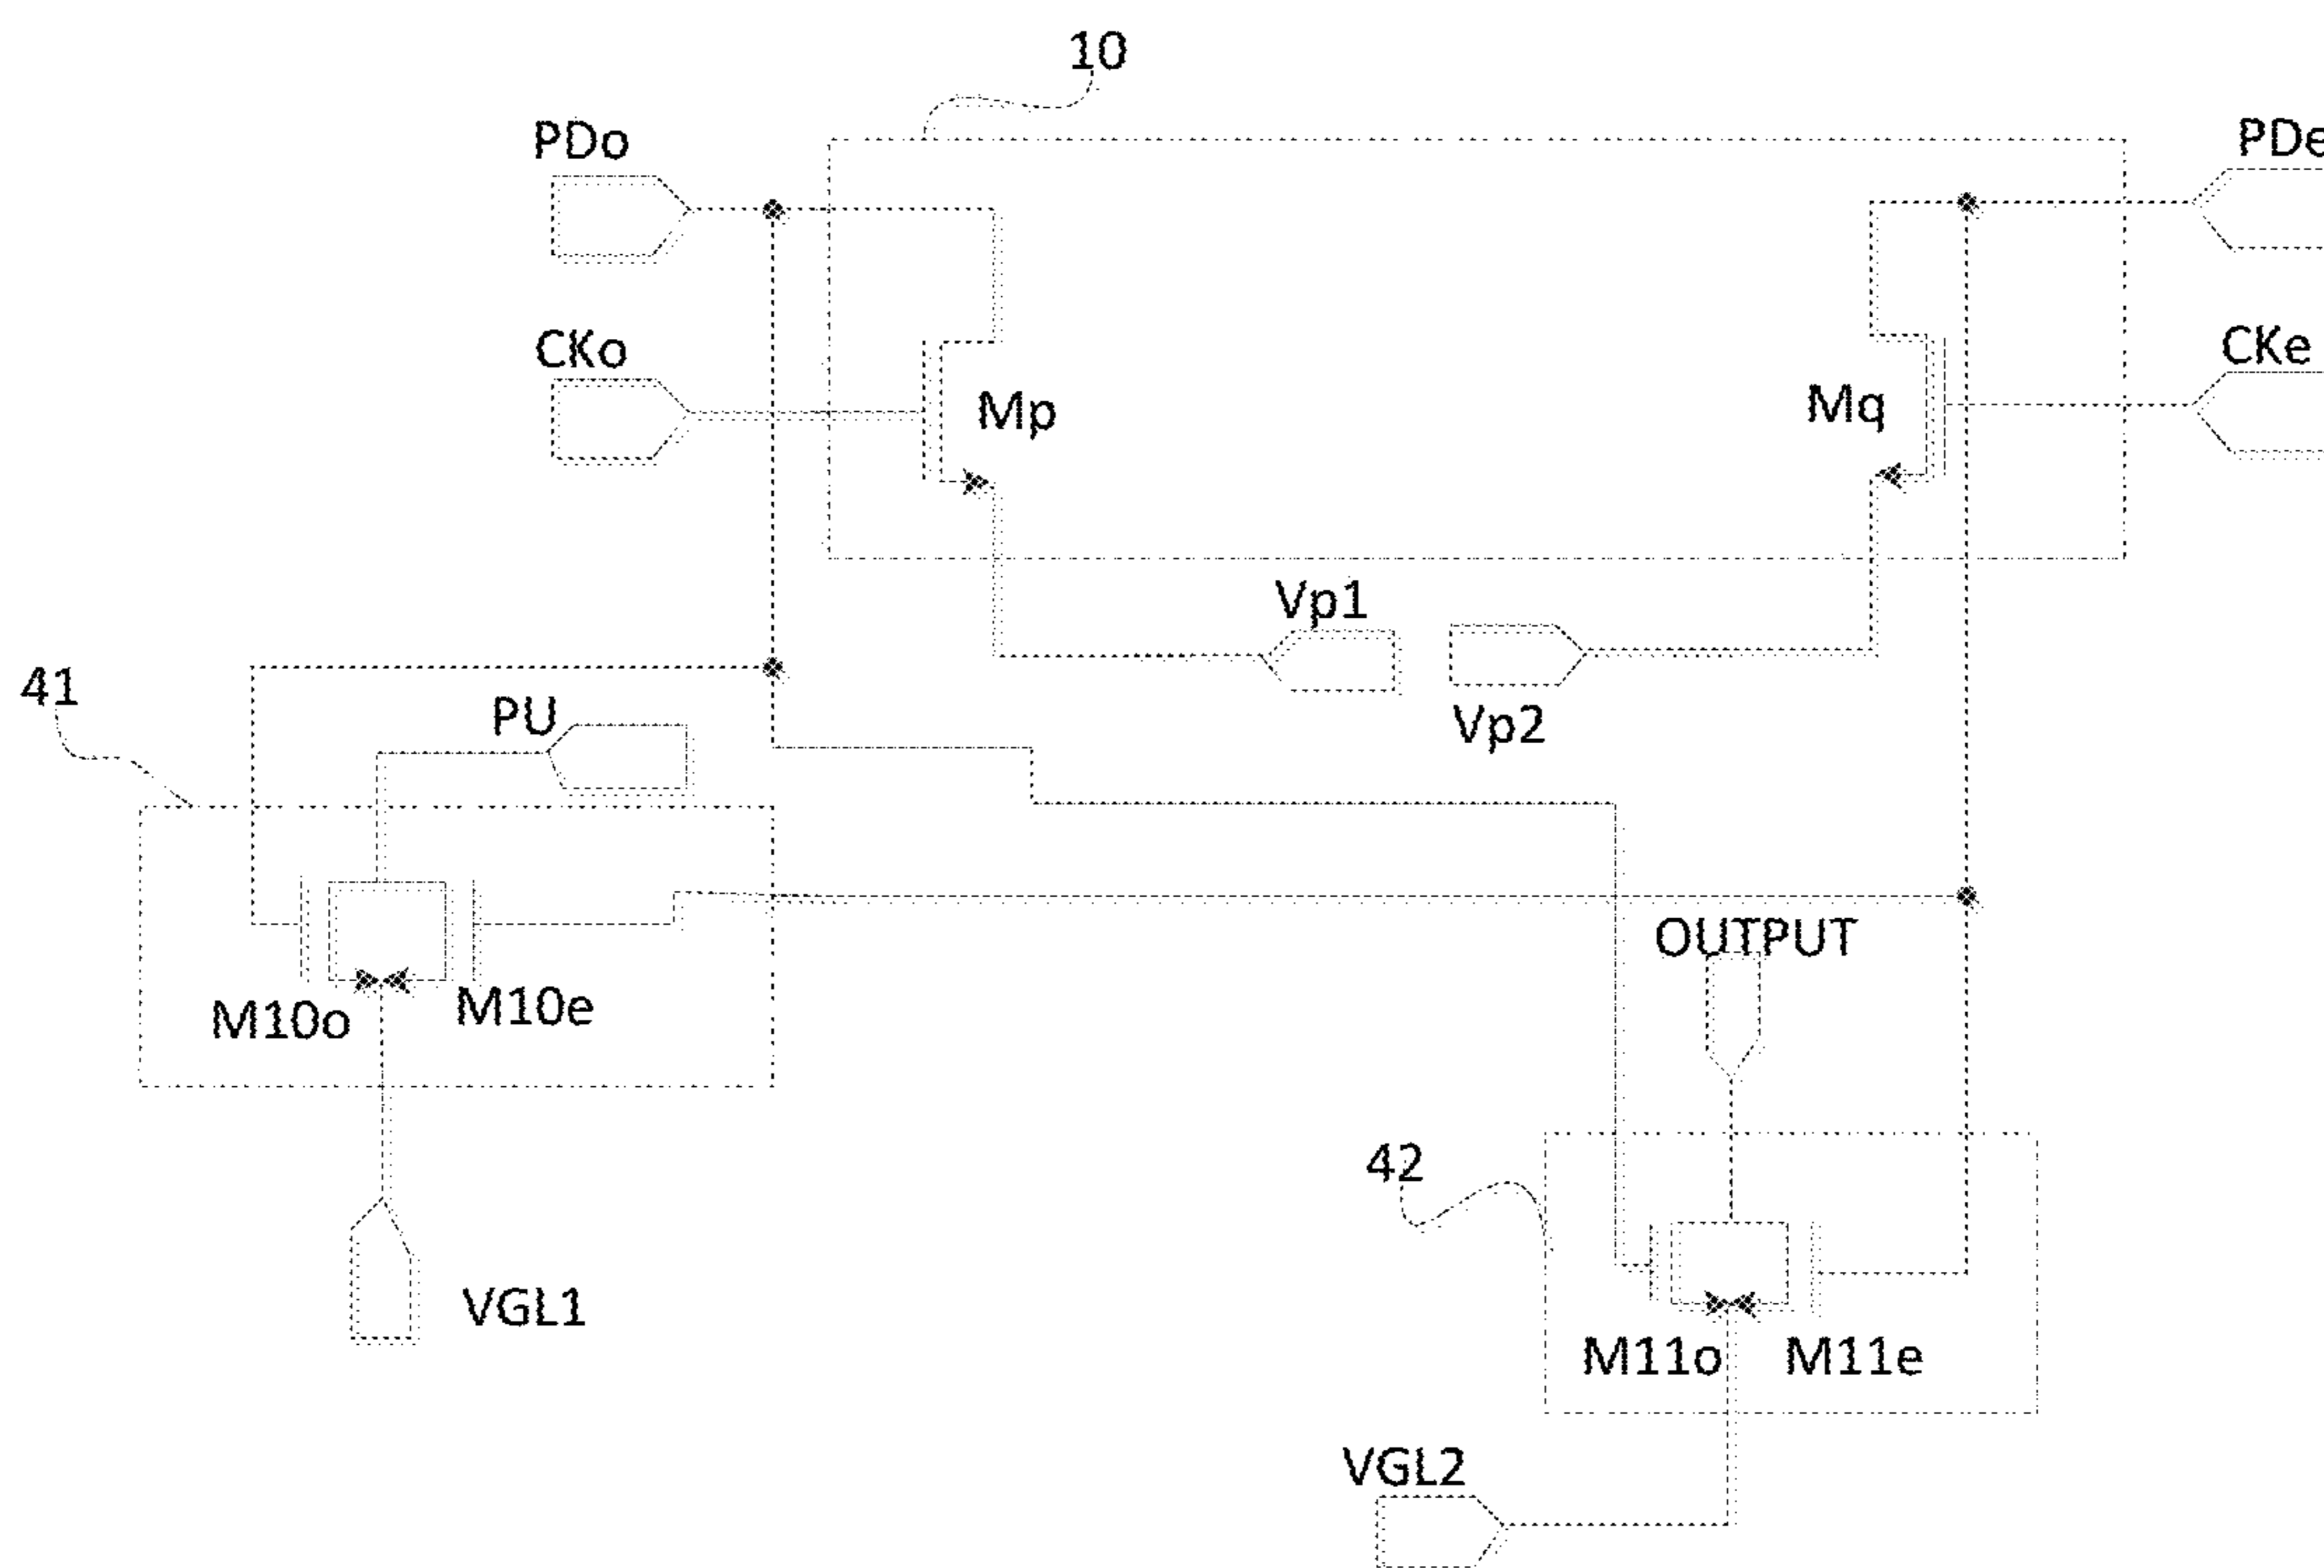 10
PDo
PDe
CKo
CKe
Mp
Mq
Vp1
41
PU
Vp2
OUTPUT
M10o
M10e
42
VGL1
M11o
M11e
VGL2